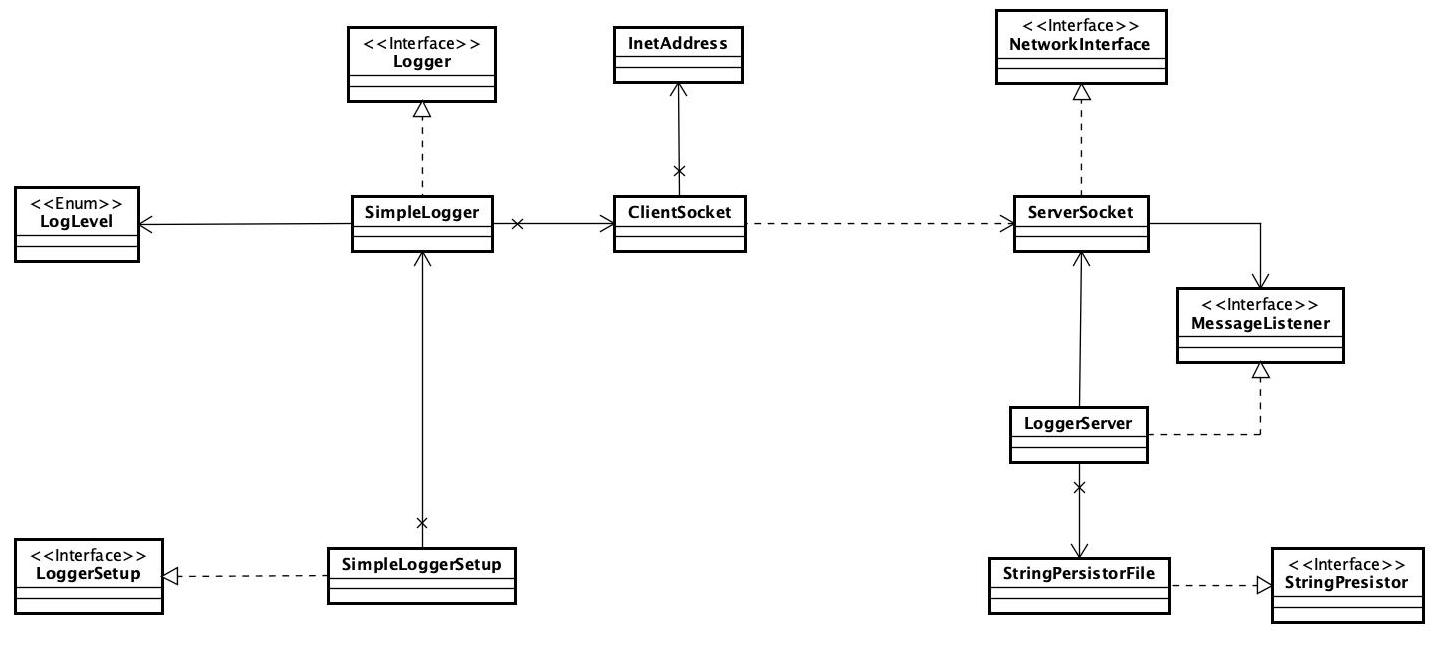 <<Interface>>
Logger
InetAddress
<<Interface>>
NetworkInterface
<<Enum>>
LogLevel
SimpleLogger
ClientSocket
ServerSocket
<<Interface>>
MessageListener
LoggerServer
<<Interface>>
LoggerSetup
SimpleLoggerSetup
StringPersistorFile
<<Interface>>
StringPresistor